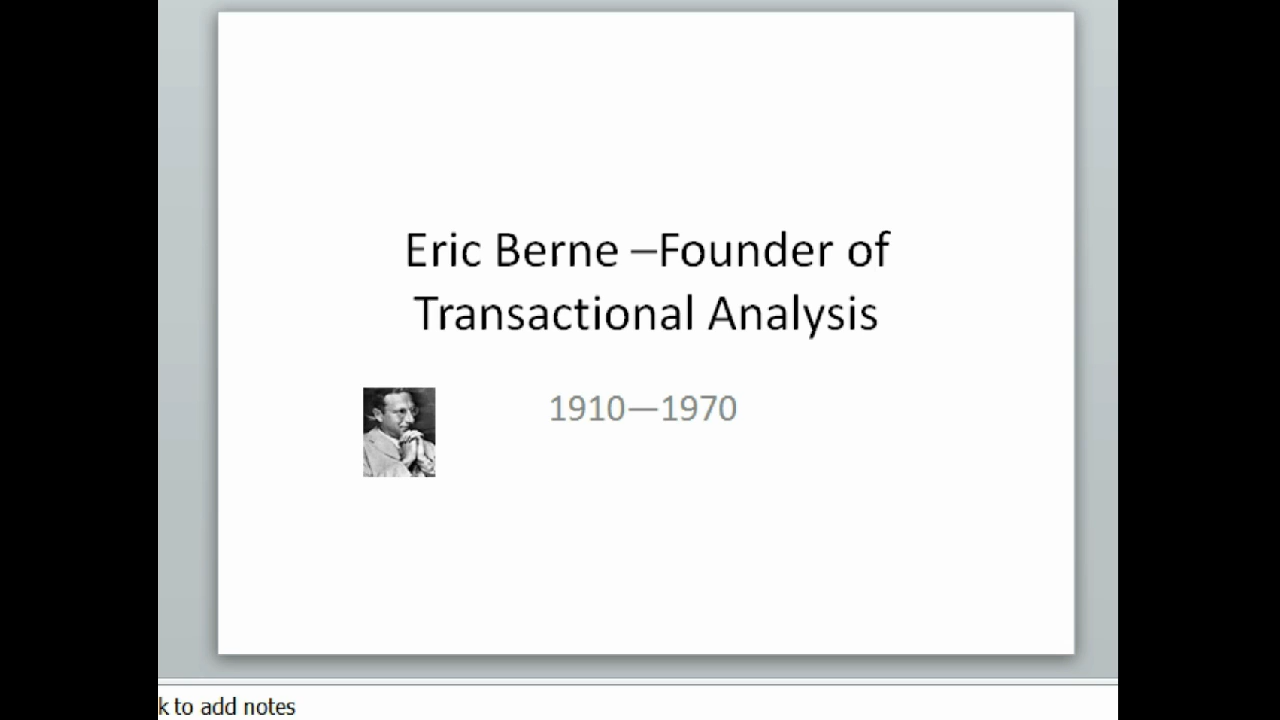 Eric Berne –Founder of
Transactional Analysis
1910—1970
k to add notes